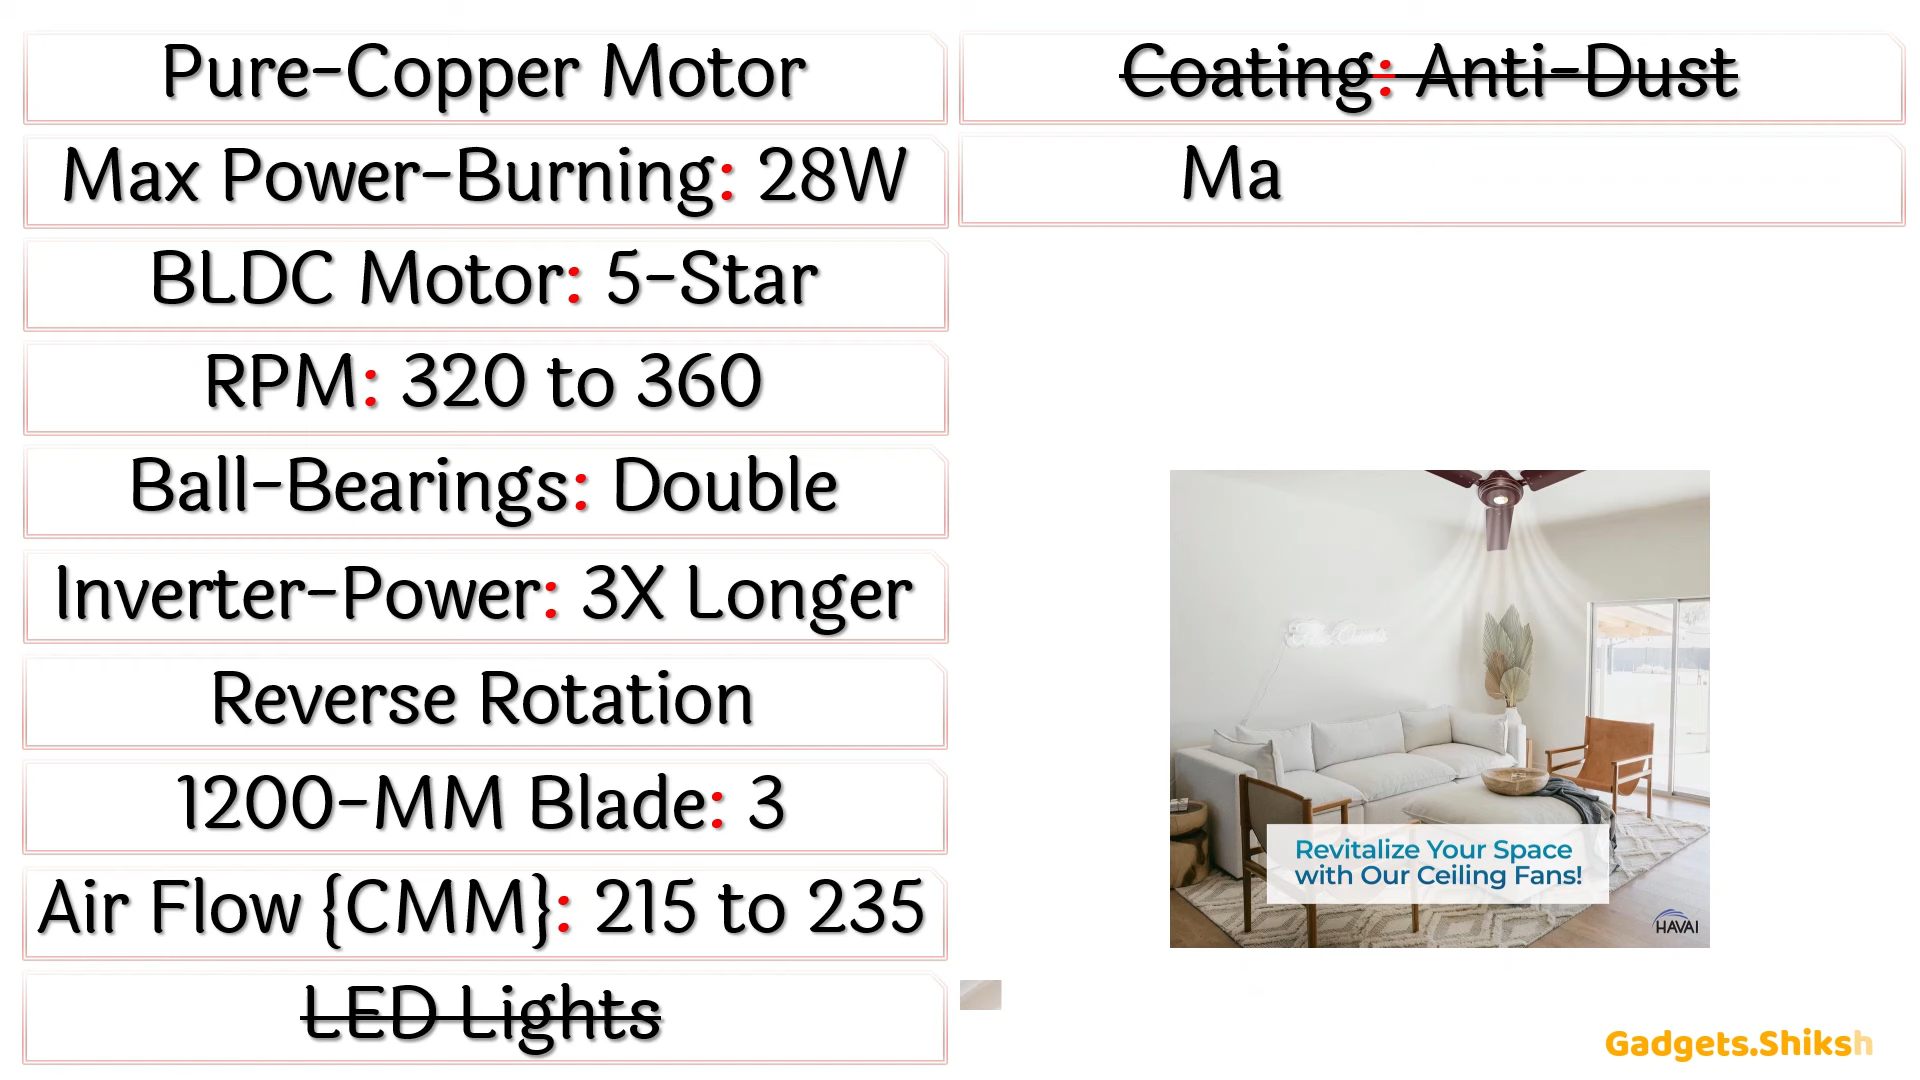 Pure-Copper Motor
Max Power-Burning: 28W
BLDC Motor: 5-Star
RPM: 320 to 360
Ball-Bearings: Double
Inverter-Power: 3X Longer
Reverse Rotation
1200-MM Blade: 3
Air Flow {CMM}: 215 to 235
LED Lights
Coating: Anti-Dust
Ma
Revitalize Your Space
with Our Ceiling Fans!
HAVAI
Gadgets.Shiksh